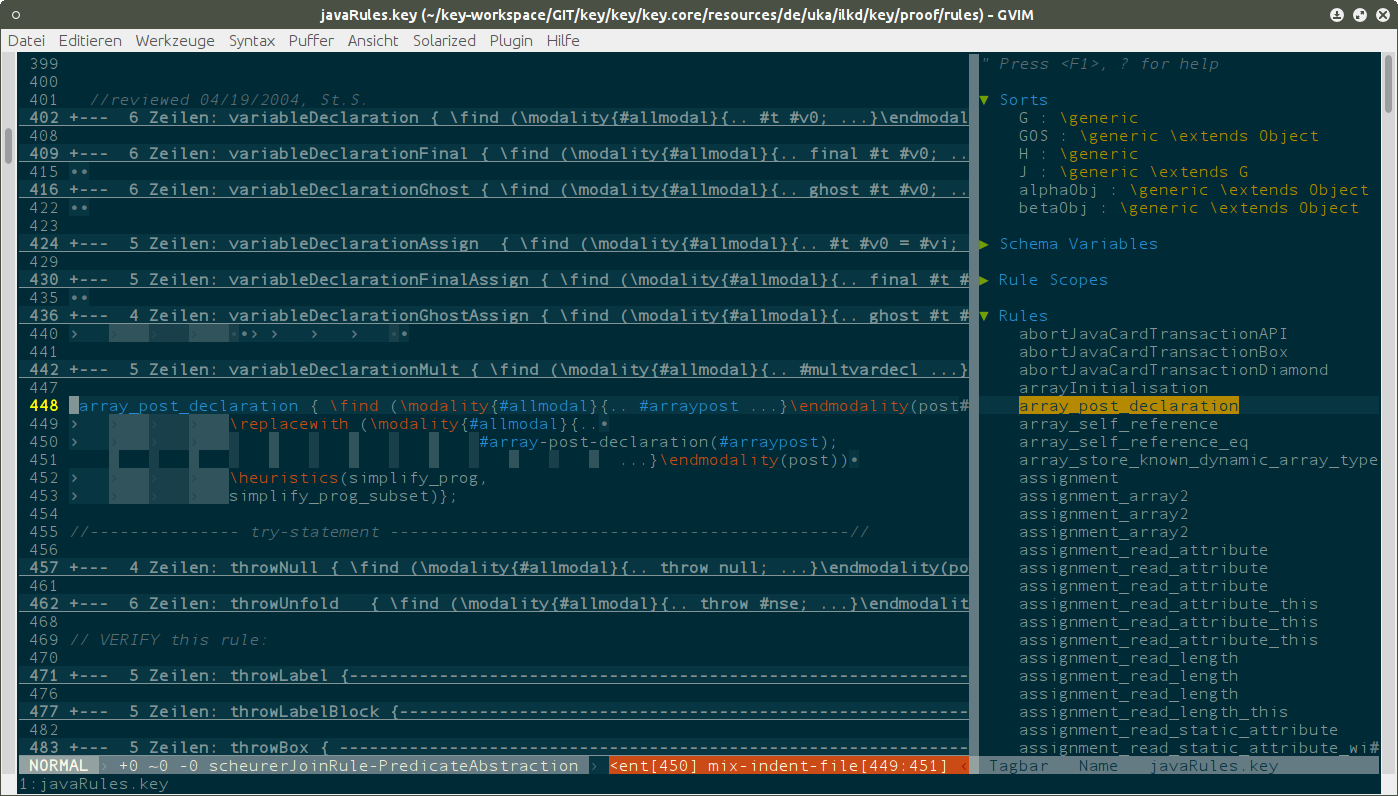 javaRules.key (~/key-workspace/GIT/key/key/key.core/resources/de/uka/ilkd/key/proof/rules) - GVIM
Datei Editieren Werkzeuge Syntax Puffer Ansicht Solarized Plugin Hilfe
399
400
401 //reviewed 04/19/2004, St.S.
402 +--- 6 Zeilen: variableDeclaration { \find (\modality{#allmodal}{.. #t #v0; ...}\endmodal
408
409 +--- 6 Zeilen: variableDeclarationFinal { \find (\modality{#allmodal}{.. final #t #v0; ..
415 ••
416 +--- 6 Zeilen: variableDeclarationGhost { \find (\modality{#allmodal}{.. ghost #t #v0; ..
422 ••
423
424 +--- 5 Zeilen: variableDeclarationAssign { \find (\modality{#allmodal}{.. #t #v0 = #vi;
429
430 +--- 5 Zeilen: variableDeclarationFinalAssign { \find (\modality{#allmodal}{.. final #t #
435 ••
436 +--- 4 Zeilen: variableDeclarationGhostAssign { \find (\modality{#allmodal}{.. ghost #t #
440 › › › › •• › › › › ••
441
442 +--- 5 Zeilen: variableDeclarationMult { \find (\modality{#allmodal}{.. #multvardecl ...}
447
448 array_post_declaration { \find (\modality{#allmodal}{.. #arraypost ...}\endmodality(post#
449 › › › › \replacewith (\modality{#allmodal}{..•
450 › › › › #array-post-declaration(#arraypost);
451 ...}\endmodality(post))•
452 › › › › \heuristics(simplify_prog,
453 › › › › simplify_prog_subset)};
454
455 //--------------- try-statement ----------------------------------------------//
456
457 +--- 4 Zeilen: throwNull { \find (\modality{#allmodal}{.. throw null; ...}\endmodality(po
461
462 +--- 6 Zeilen: throwUnfold { \find (\modality{#allmodal}{.. throw #nse; ...}\endmodalit
468
469 // VERIFY this rule:
470
471 +--- 5 Zeilen: throwLabel {--------------------------------------------------------------
476
477 +--- 5 Zeilen: throwLabelBlock {---------------------------------------------------------
482
483 +--- 5 Zeilen: throwBox { ---------------------------------------------------------------
NORMAL › +0 ~0 -0 scheurerJoinRule-PredicateAbstraction › <ent[450] mix-indent-file[449:451] ‹
1:javaRules.key
" Press <F1>, ? for help
▼ Sorts
G : \generic
GOS : \generic \extends Object
H : \generic
J : \generic \extends G
alphaObj : \generic \extends Object
betaObj : \generic \extends Object
▶ Schema Variables
▶ Rule Scopes
▼ Rules
abortJavaCardTransactionAPI
abortJavaCardTransactionBox
abortJavaCardTransactionDiamond
arrayInitialisation
array_post_declaration
array_self_reference
array_self_reference_eq
array_store_known_dynamic_array_type
assignment
assignment_array2
assignment_array2
assignment_array2
assignment_read_attribute
assignment_read_attribute
assignment_read_attribute
assignment_read_attribute_this
assignment_read_attribute_this
assignment_read_attribute_this
assignment_read_length
assignment_read_length
assignment_read_length
assignment_read_length_this
assignment_read_static_attribute
assignment_read_static_attribute_wi#
Tagbar Name javaRules.key